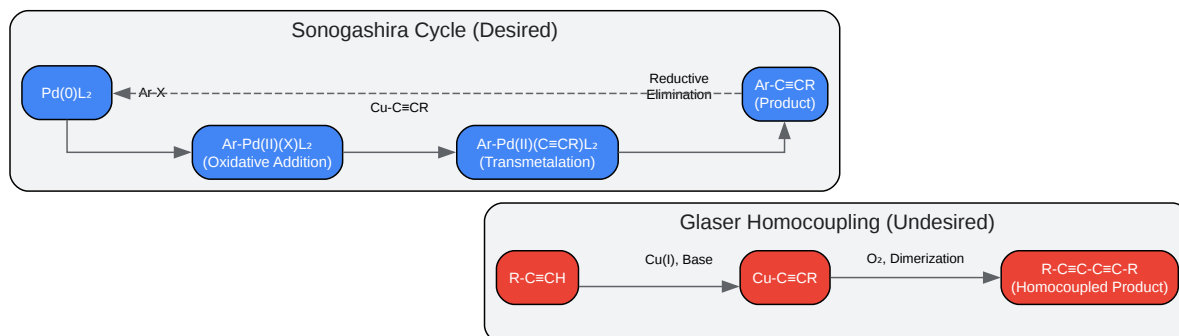 Sonogashira Cycle (Desired)
Pd(0)L₂
Ar-X
Cu-C≡CR
Reductive
Elimination
Ar-C≡CR
(Product)
Ar-Pd(II)(X)L₂
(Oxidative Addition)
Ar-Pd(II)(C≡CR)L₂
(Transmetalation)
Glaser Homocoupling (Undesired)
R-C≡CH
Cu(I), Base
Cu-C≡CR
O₂, Dimerization
R-C≡C-C≡C-R
(Homocoupled Product)